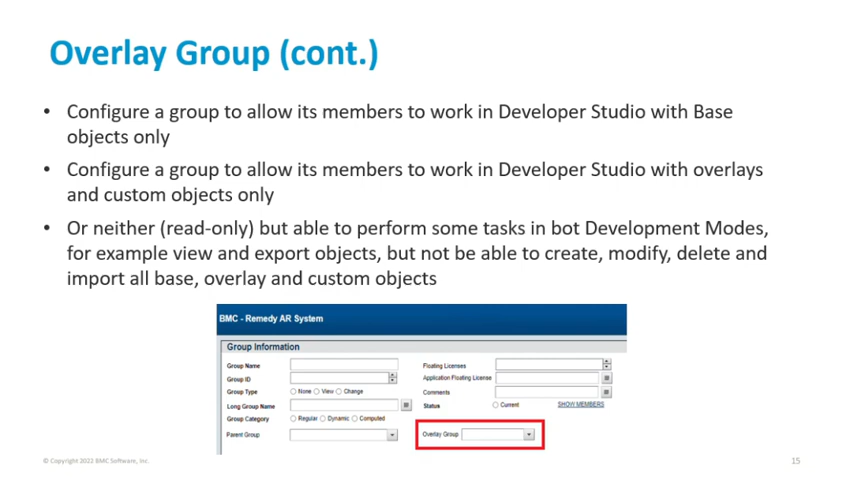 Overlay Group (cont.)
• Configure a group to allow its members to work in Developer Studio with Base
objects only
• Configure a group to allow its members to work in Developer Studio with overlays
and custom objects only
• Or neither (read-only) but able to perform some tasks in bot Development Modes,
for example view and export objects, but not be able to create, modify, delete and
import all base, overlay and custom objects
BMC - Remedy AR System
Group Information
Group Name
Floating Licenses
Group ID
Application Floating License
Group Type None View Change
Comments
Long Group Name
Status Current SHOW MEMBERS
Group Category Regular Dynamic Computed
Parent Group
Overlay Group
© Copyright 2022 BMC Software, Inc.
15